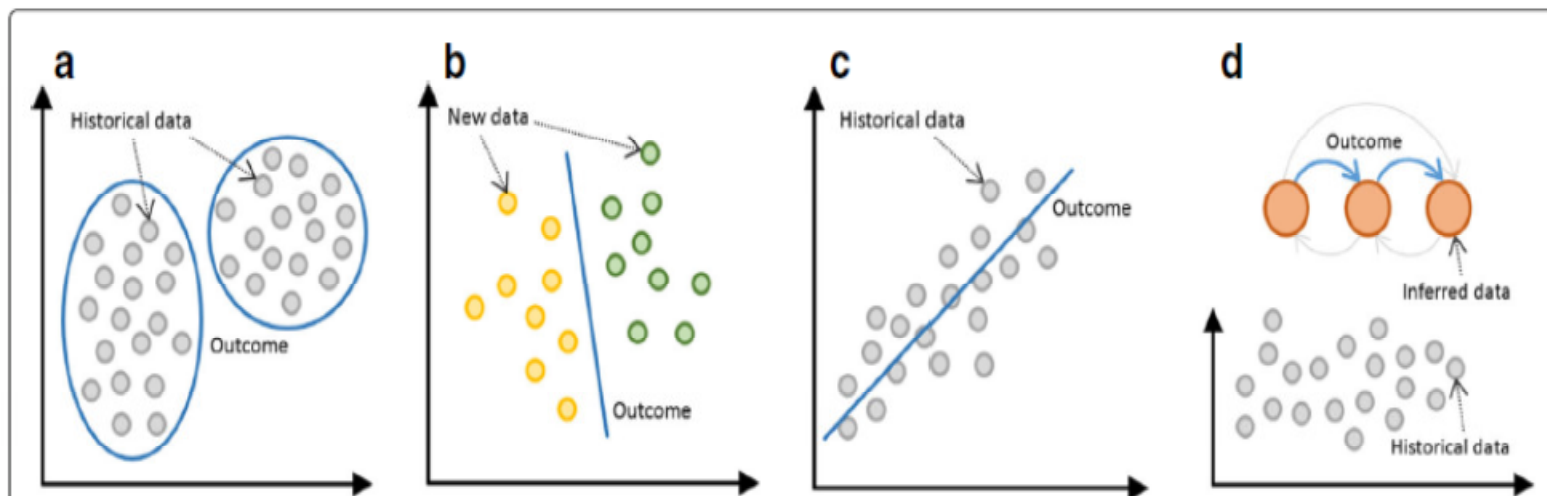 a
Historical data
Outcome
b
New data
Outcome
c
Historical data
Outcome
d
Outcome
Inferred data
Historical data